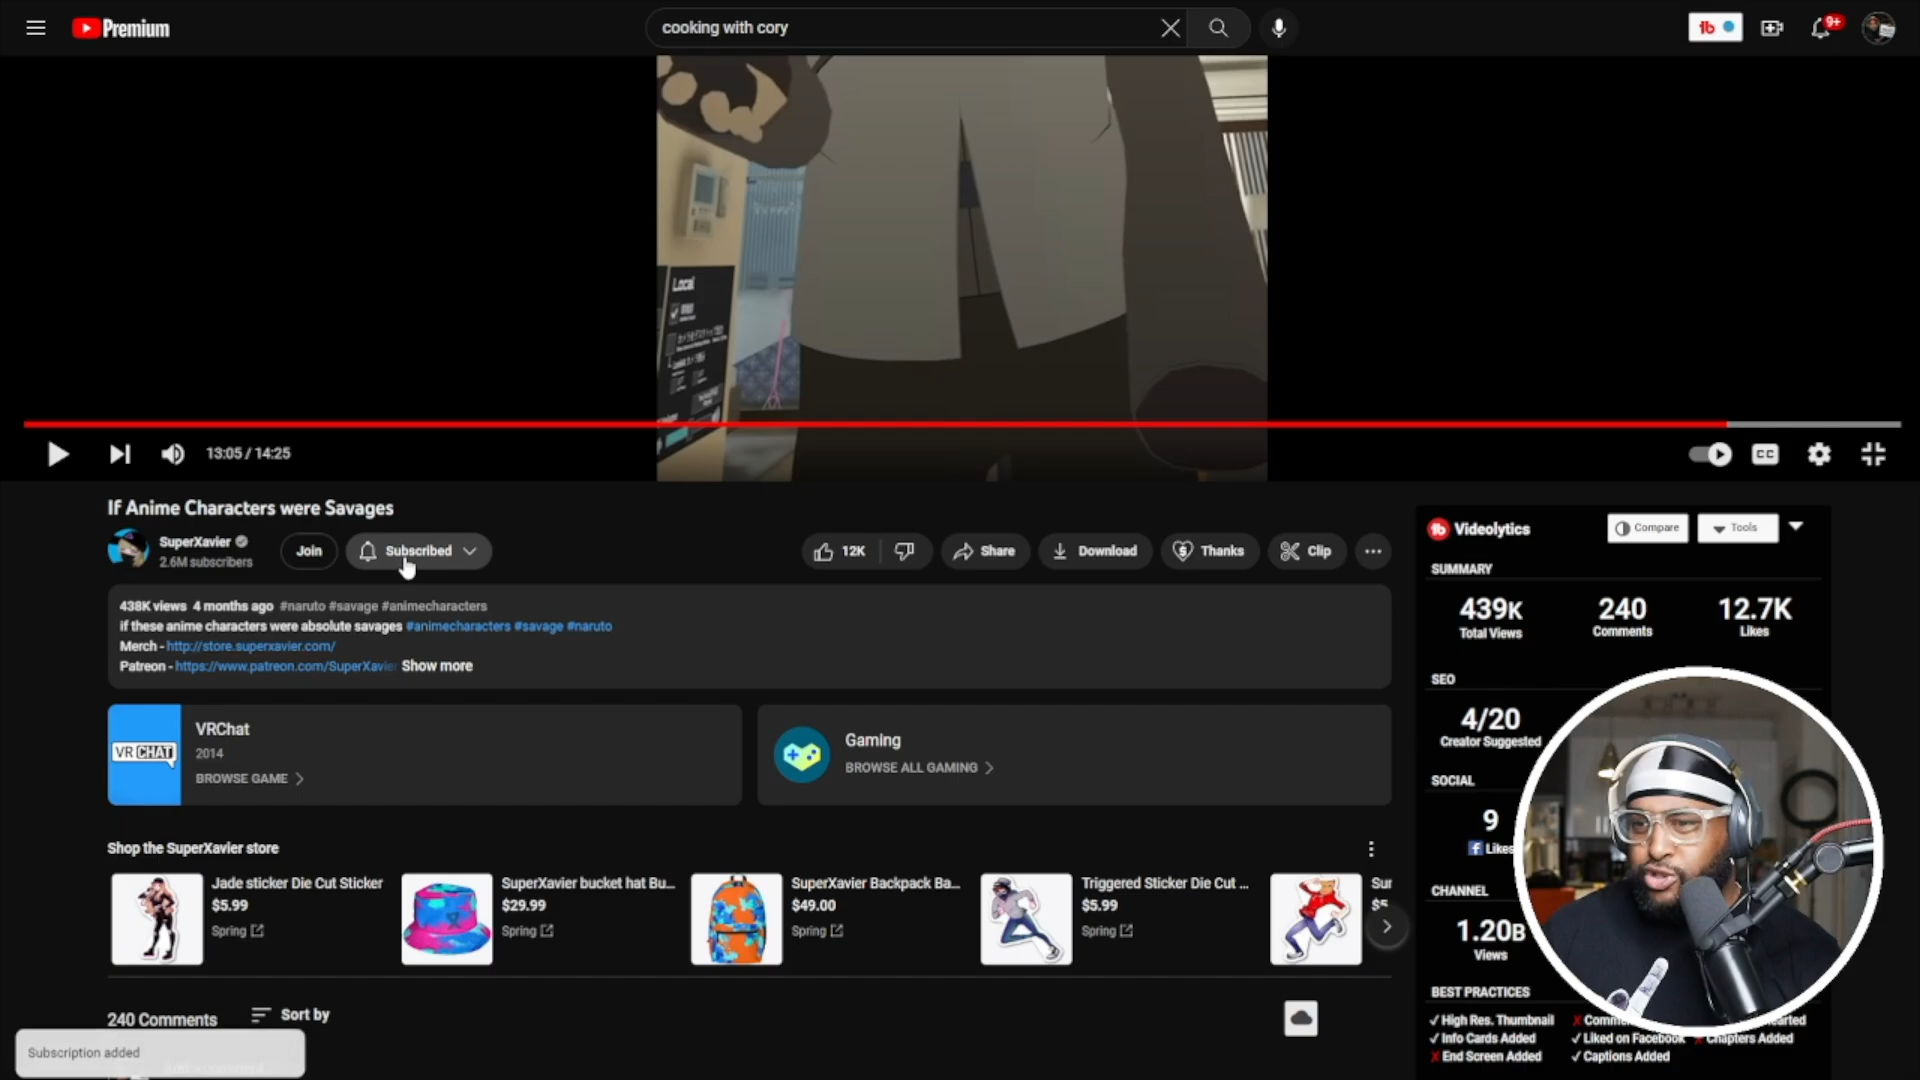 Premium
cooking with cory
9+
Local
13:05 / 14:25
CC
If Anime Characters were Savages
SuperXavier
2.6M subscribers
Join
Subscribed
12K
Share
Download
Thanks
Clip
438K views 4 months ago #naruto #savage #animecharacters
if these anime characters were absolute savages #animecharacters #savage #naruto
Merch - http://store.superxavier.com/
Patreon - https://www.patreon.com/SuperXavier Show more
VR CHAT
VRChat
2014
BROWSE GAME
Gaming
BROWSE ALL GAMING
Shop the SuperXavier store
Jade sticker Die Cut Sticker
$5.99
Spring
SuperXavier bucket hat Bu...
$29.99
Spring
SuperXavier Backpack Ba...
$49.00
Spring
Triggered Sticker Die Cut ...
$5.99
Spring
240 Comments
Sort by
Subscription added
Videolytics
Compare
Tools
SUMMARY
439K
Total Views
240
Comments
12.7K
Likes
SEO
4/20
Creator Suggested
SOCIAL
9
Likes
CHANNEL
1.20B
Views
BEST PRACTICES
✓ High Res. Thumbnail
✓ Info Cards Added
✗ End Screen Added
✓ Liked on Facebook
✓ Captions Added
✗ Chapters Added